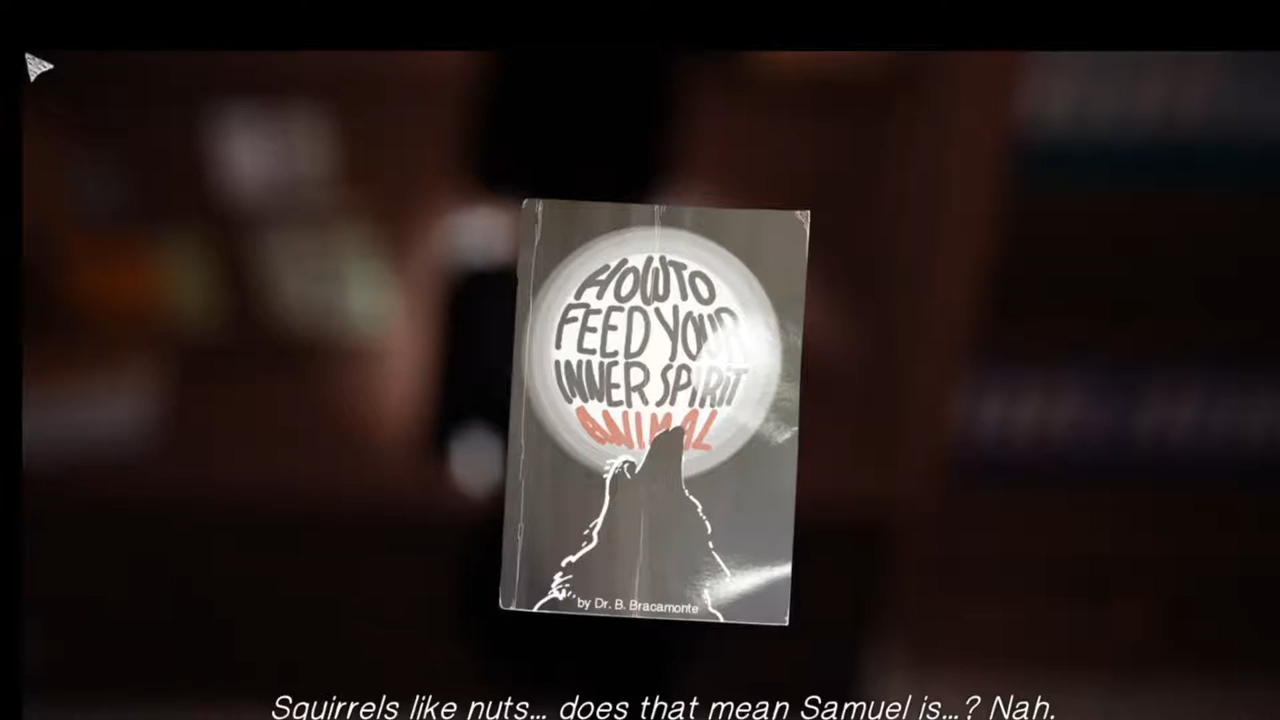 HOW TO
FEED YOUR
INNER SPIRIT
ANIMAL
by Dr. B. Bracamonte
Squirrels like nuts... does that mean Samuel is...? Nah.